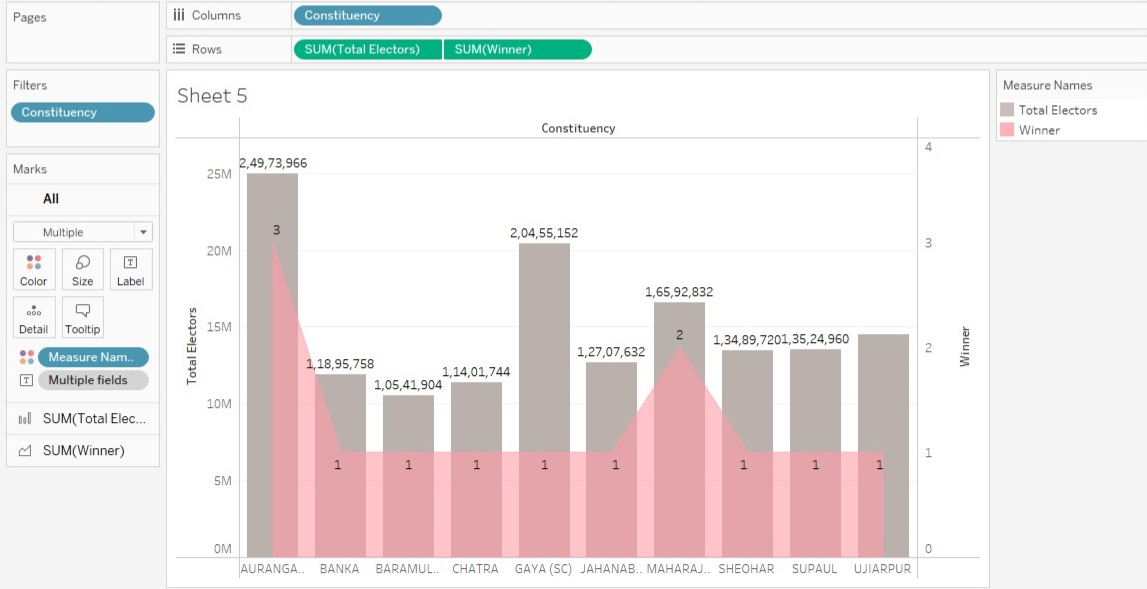 Pages
Columns
Constituency
Rows
SUM(Total Electors)
SUM(Winner)
Filters
Constituency
Marks
All
Multiple
Color
Size
Label
Detail
Tooltip
Measure Nam..
Multiple fields
SUM(Total Elec...
SUM(Winner)
Sheet 5
Constituency
Total Electors
25M
20M
15M
10M
5M
0M
2,49,73,966
1,18,95,758
1,05,41,904
1,14,01,744
2,04,55,152
1,27,07,632
1,65,92,832
1,34,89,720
1,35,24,960
3
1
1
1
1
1
2
1
1
1
AURANGA..
BANKA
BARAMUL..
CHATRA
GAYA (SC)
JAHANAB..
MAHARAJ..
SHEOHAR
SUPAUL
UJIARPUR
4
3
2
1
0
Winner
Measure Names
Total Electors
Winner